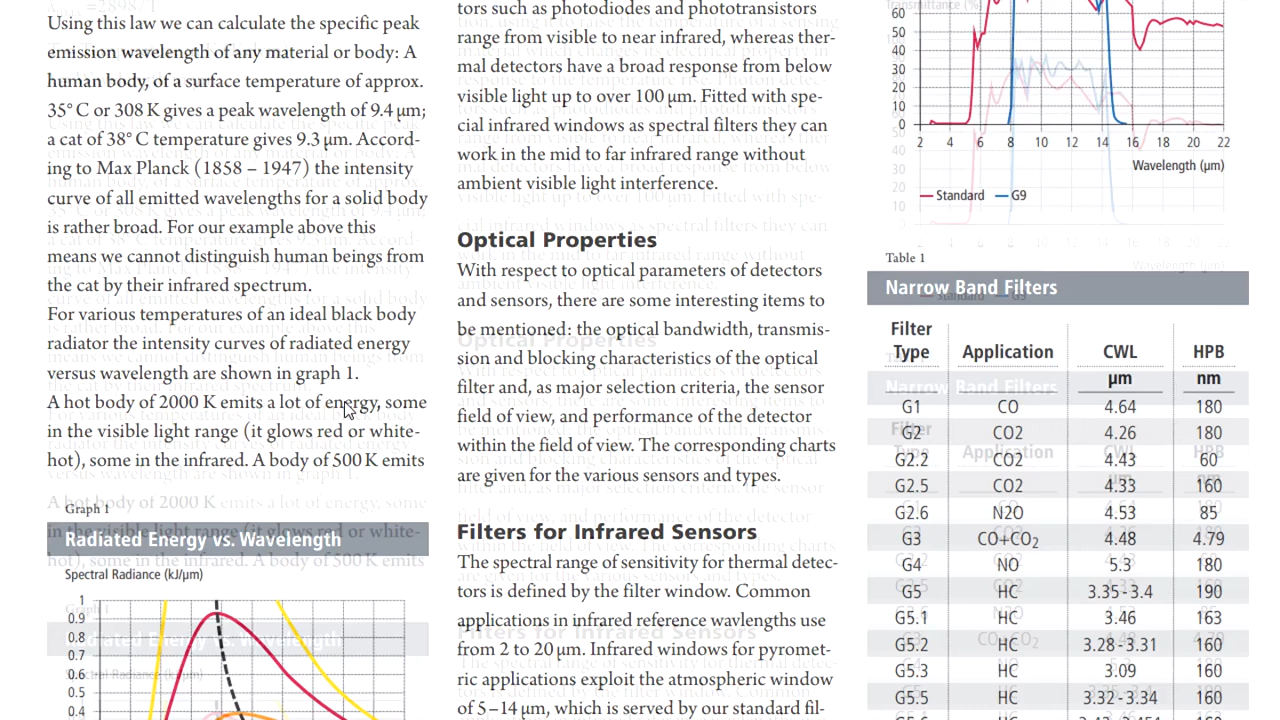 Using this law we can calculate the specific peak
emission wavelength of any material or body: A
human body, of a surface temperature of approx.
35° C or 308 K gives a peak wavelength of 9.4 µm;
a cat of 38° C temperature gives 9.3 µm. Accord-
ing to Max Planck (1858 – 1947) the intensity
curve of all emitted wavelengths for a solid body
is rather broad. For our example above this
means we cannot distinguish human beings from
the cat by their infrared spectrum.
For various temperatures of an ideal black body
radiator the intensity curves of radiated energy
versus wavelength are shown in graph 1.
A hot body of 2000 K emits a lot of energy, some
in the visible light range (it glows red or white-
hot), some in the infrared. A body of 500 K emits
Graph 1
Radiated Energy vs. Wavelength
Spectral Radiance (kJ/µm)
1
0.9
0.8
0.7
0.6
0.5
0.4
tors such as photodiodes and phototransistors
range from visible to near infrared, whereas ther-
mal detectors have a broad response from below
visible light up to over 100 µm. Fitted with spe-
cial infrared windows as spectral filters they can
work in the mid to far infrared range without
ambient visible light interference.
Optical Properties
With respect to optical parameters of detectors
and sensors, there are some interesting items to
be mentioned: the optical bandwidth, transmis-
sion and blocking characteristics of the optical
filter and, as major selection criteria, the sensor
field of view, and performance of the detector
within the field of view. The corresponding charts
are given for the various sensors and types.
Filters for Infrared Sensors
The spectral range of sensitivity for thermal detec-
tors is defined by the filter window. Common
applications in infrared reference wavlengths use
from 2 to 20 µm. Infrared windows for pyromet-
ric applications exploit the atmospheric window
of 5 – 14 µm, which is served by our standard fil-
Transmittance (%)
60
50
40
30
20
10
0
2 4 6 8 10 12 14 16 18 20 22
Wavelength (µm)
Standard G9
Table 1
Narrow Band Filters
Filter Type Application CWL HPB
µm nm
G1 CO 4.64 180
G2 CO2 4.26 180
G2.2 CO2 4.43 60
G2.5 CO2 4.33 160
G2.6 N2O 4.53 85
G3 CO+CO2 4.48 4.79
G4 NO 5.3 180
G5 HC 3.35 - 3.4 190
G5.1 HC 3.46 163
G5.2 HC 3.28 - 3.31 160
G5.3 HC 3.09 160
G5.5 HC 3.32 - 3.34 160